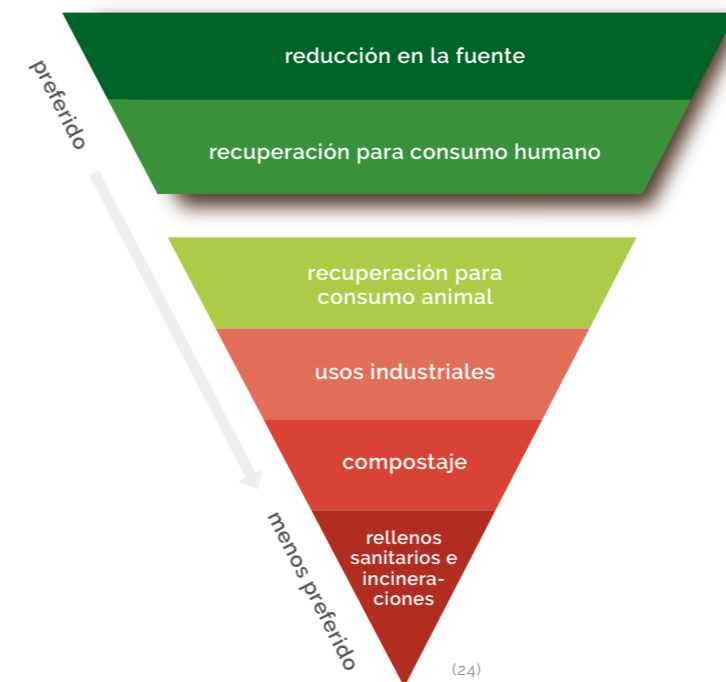 reducción en la fuente
preferido
recuperación para consumo humano
recuperación para
consumo animal
usos industriales
compostaje
menos preferido
rellenos
sanitarios e
incinera-
ciones
(24)